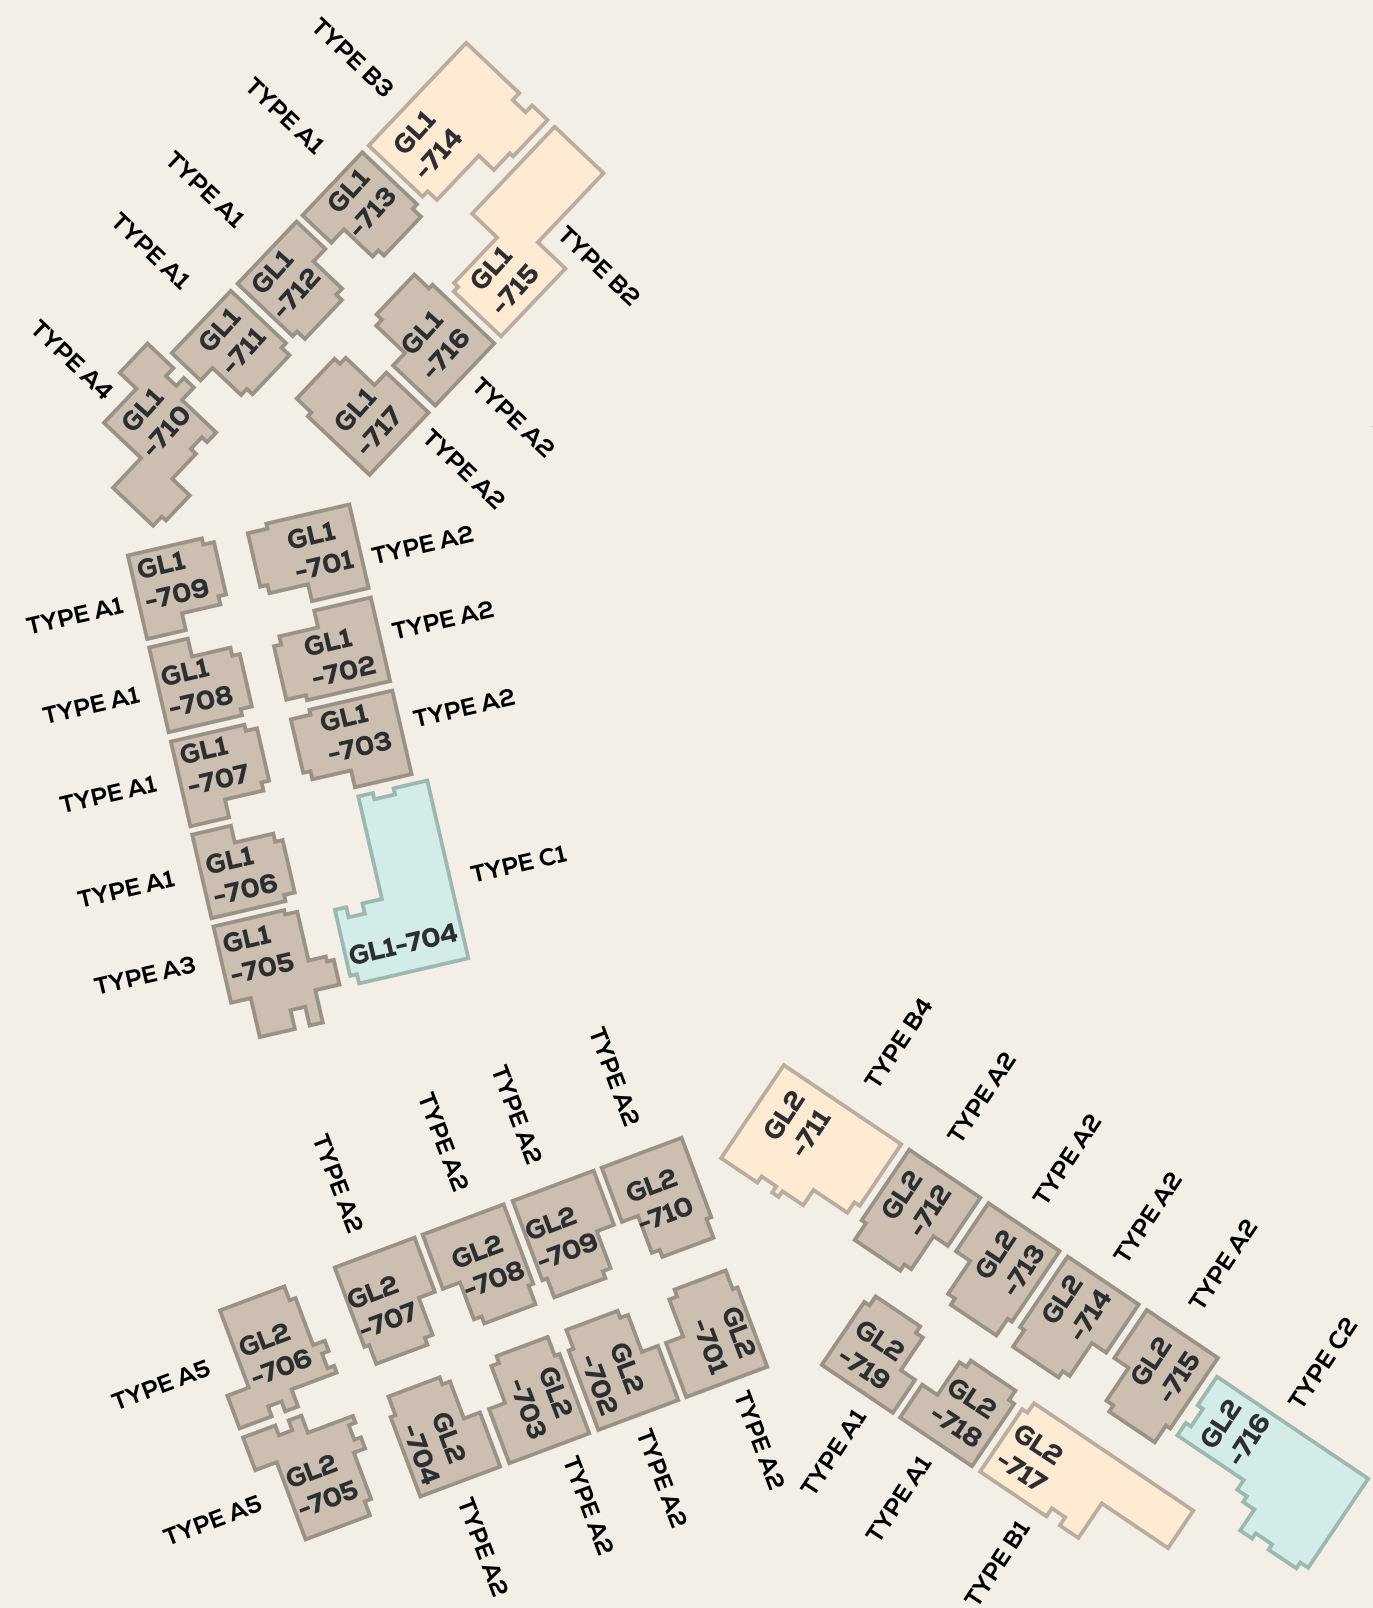 TYPE B3
GL1
-714
TYPE A1
GL1
-713
TYPE A1
GL1
-712
TYPE A1
GL1
-711
TYPE A4
GL1
-710
GL1
-715
TYPE B2
GL1
-716
TYPE A2
GL1
-717
TYPE A2
GL1
-701
TYPE A2
GL1
-709
TYPE A1
GL1
-702
TYPE A2
GL1
-708
TYPE A1
GL1
-703
TYPE A2
GL1
-707
TYPE A1
GL1
-706
TYPE A1
GL1-704
TYPE C1
GL1
-705
TYPE A3
TYPE A2
GL2
-710
TYPE A2
GL2
-709
TYPE A2
GL2
-708
TYPE A2
GL2
-707
GL2
-706
TYPE A5
GL2
-705
TYPE A5
GL2
-704
TYPE A2
GL2
-703
TYPE A2
GL2
-702
TYPE A2
GL2
-701
TYPE A2
TYPE B4
GL2
-711
TYPE A2
GL2
-712
TYPE A2
GL2
-713
TYPE A2
GL2
-714
TYPE A2
GL2
-715
TYPE C2
GL2
-716
GL2
-719
TYPE A1
GL2
-718
TYPE A1
GL2
-717
TYPE B1